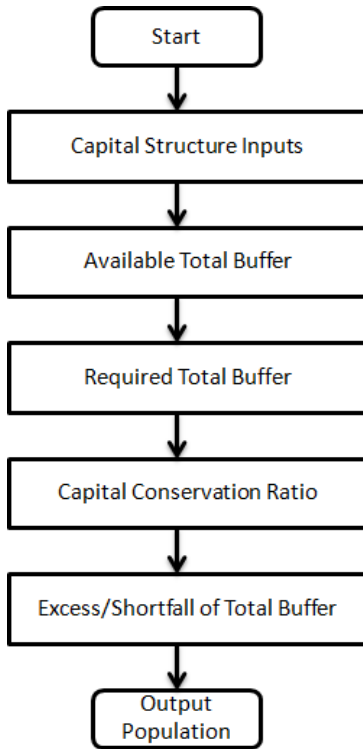 Start
Capital Structure Inputs
Available Total Buffer
Required Total Buffer
Capital Conservation Ratio
Excess/Shortfall of Total Buffer
Output
Population